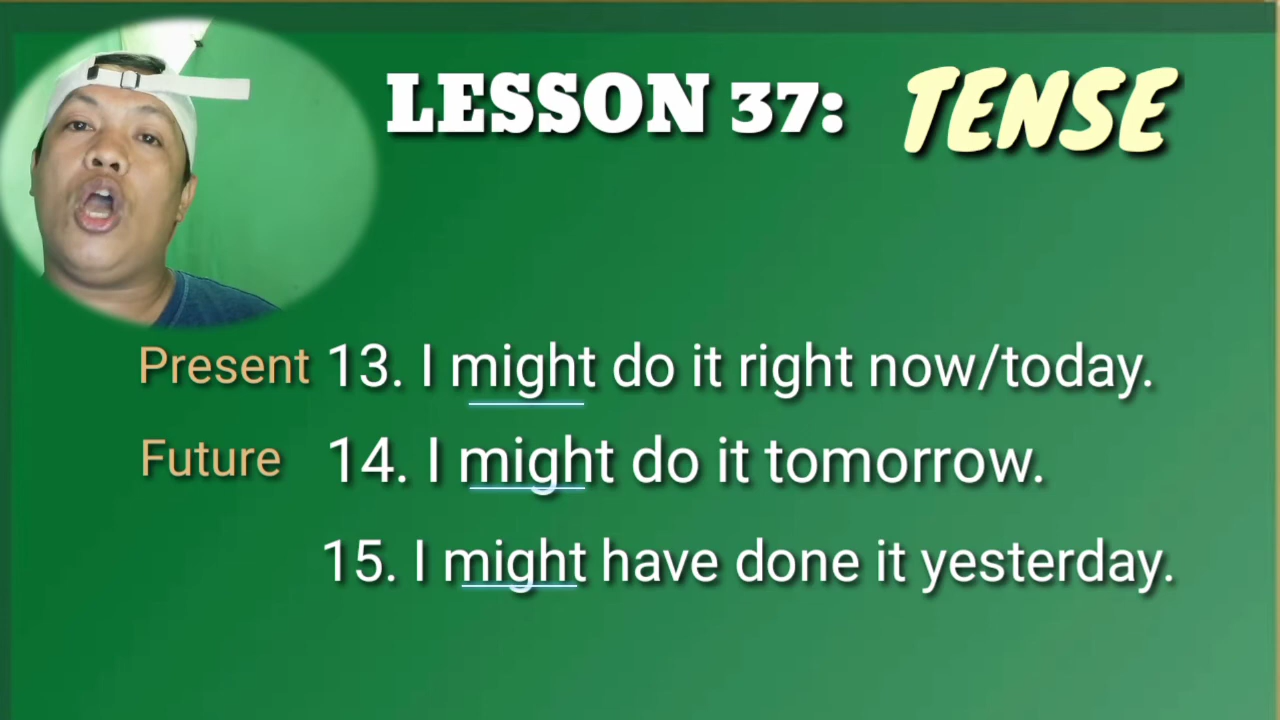 LESSON 37: TENSE
Present 13. I might do it right now/today.
Future 14. I might do it tomorrow.
15. I might have done it yesterday.